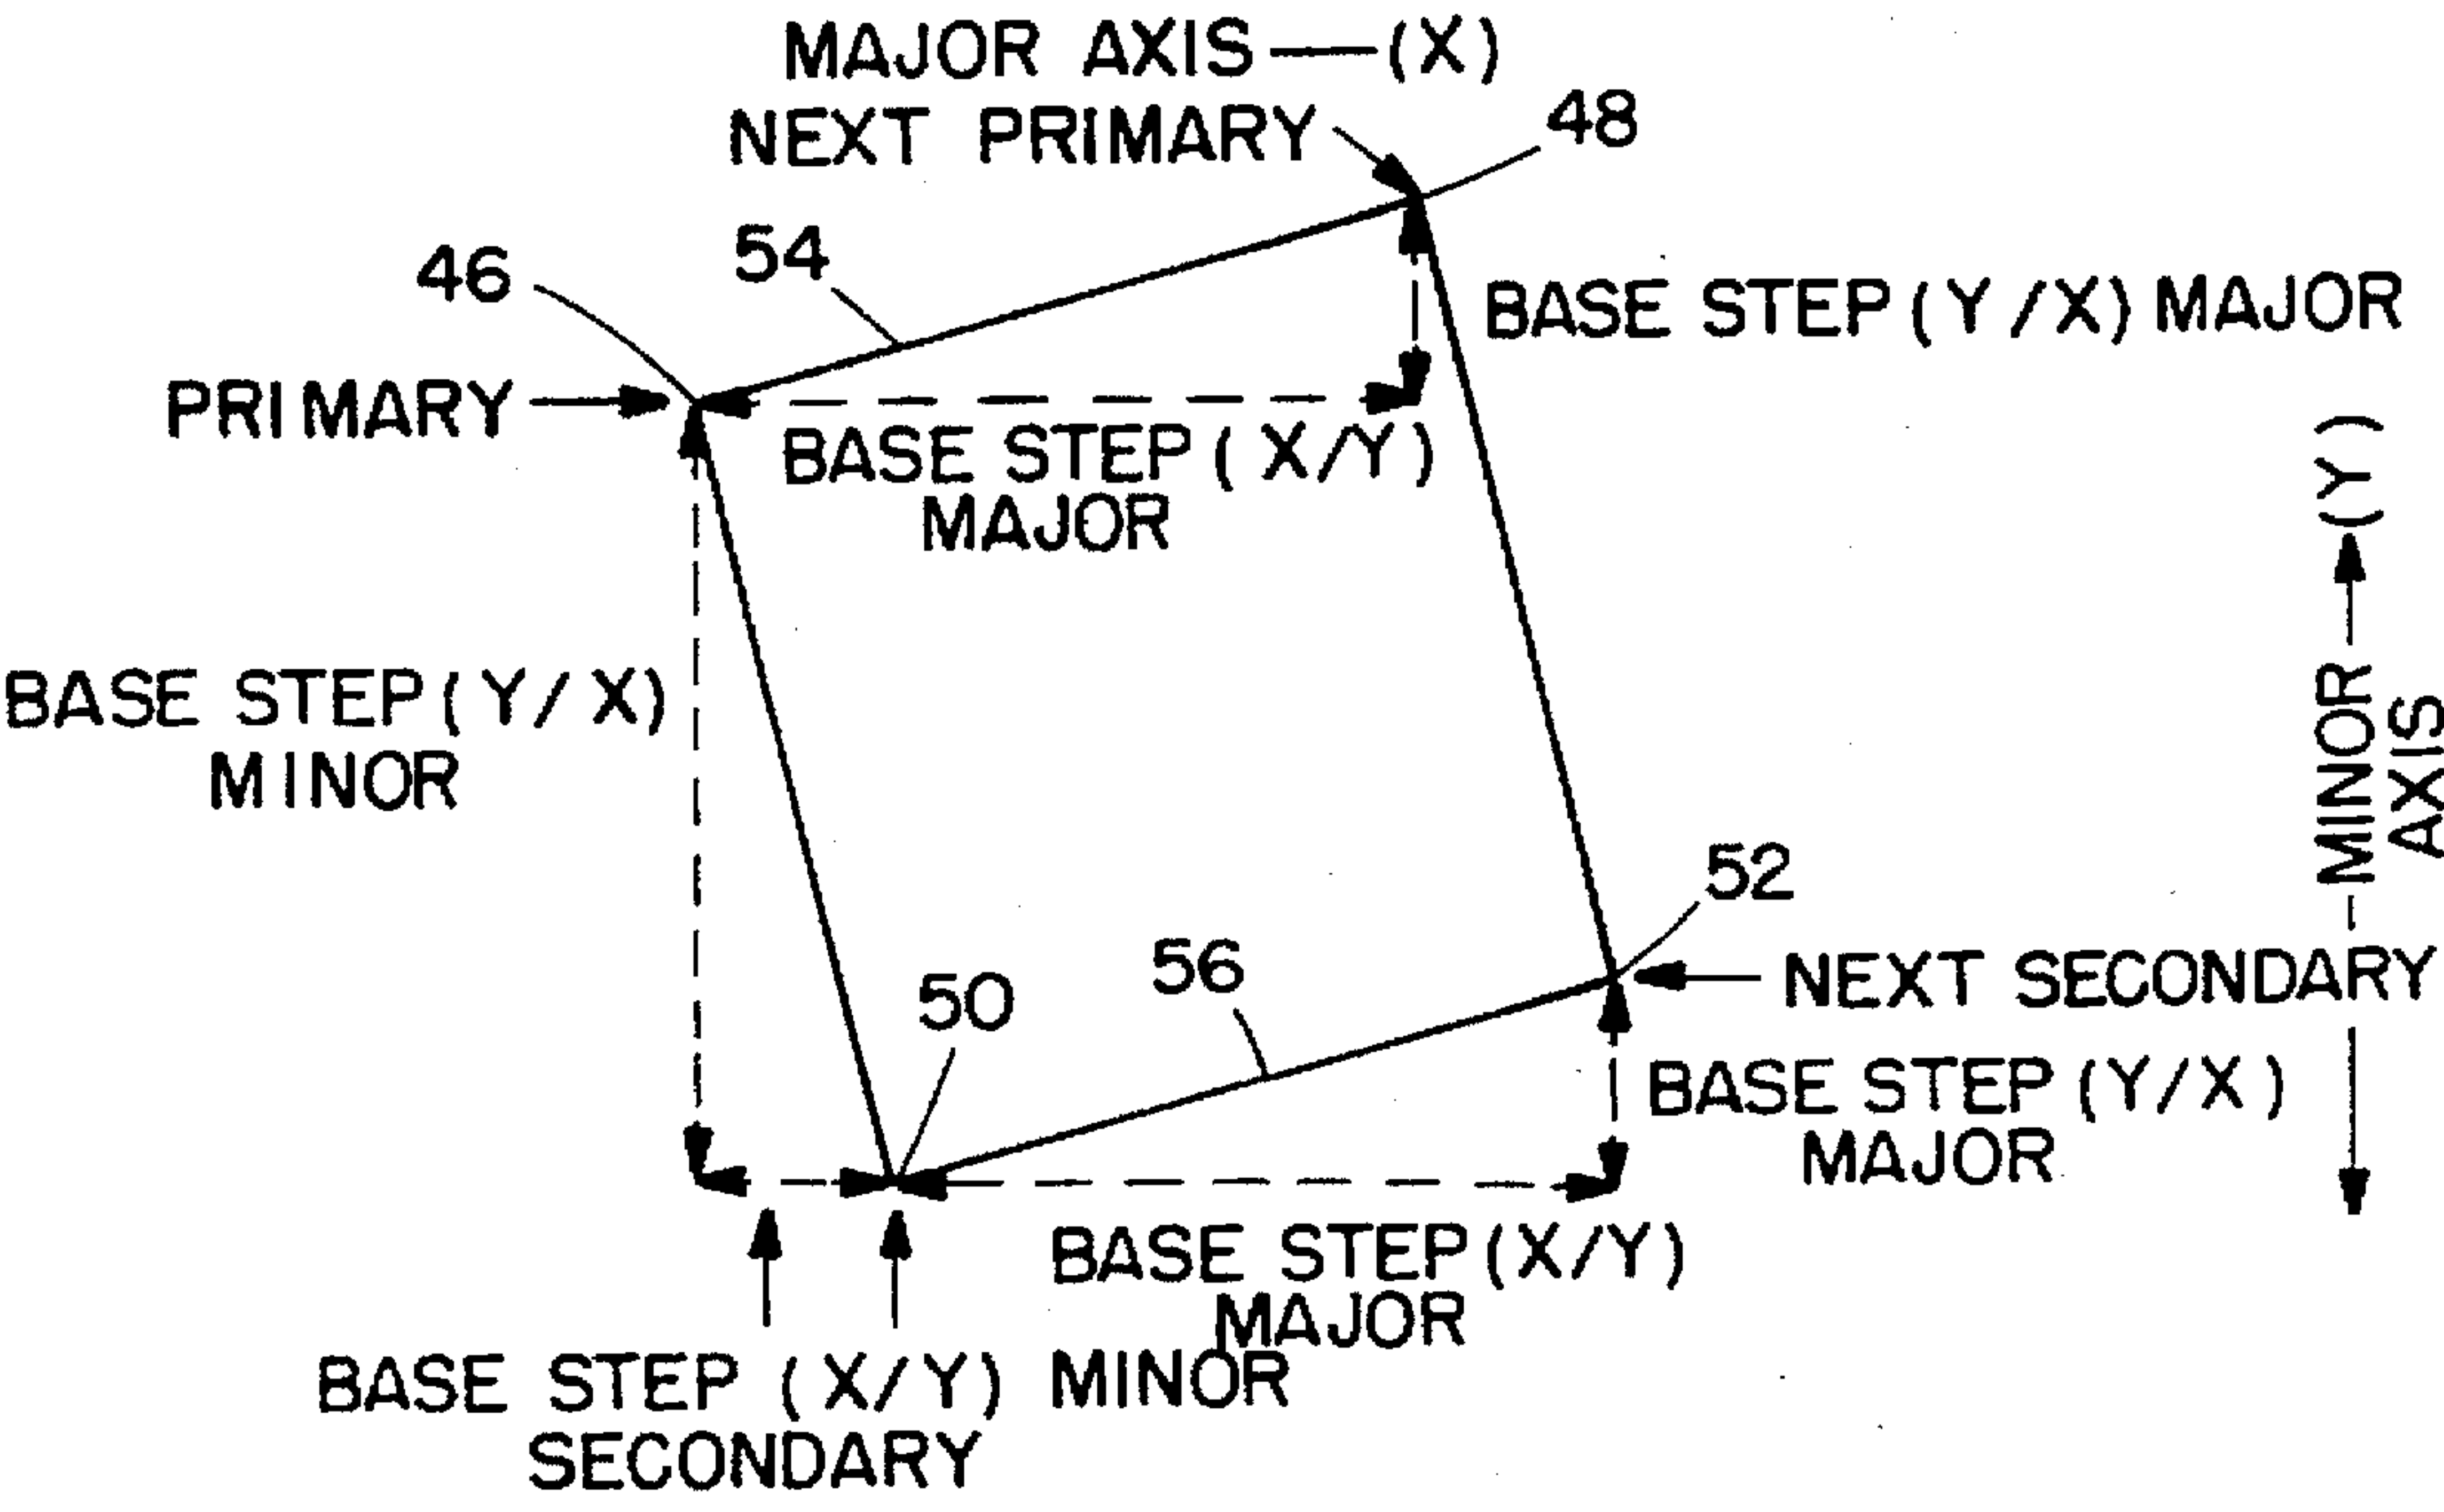 MAJOR AXIS—(X)
NEXT PRIMARY
48
54
46
BASE STEP(Y/X) MAJOR
PRIMARY
BASE STEP(X/Y)
MAJOR
(Y)
MINOR
AXIS
BASE STEP(Y/X)
MINOR
52
56
50
NEXT SECONDARY
BASE STEP(Y/X)
MAJOR
BASE STEP(X/Y)
MAJOR
BASE STEP (X/Y) MINOR
SECONDARY